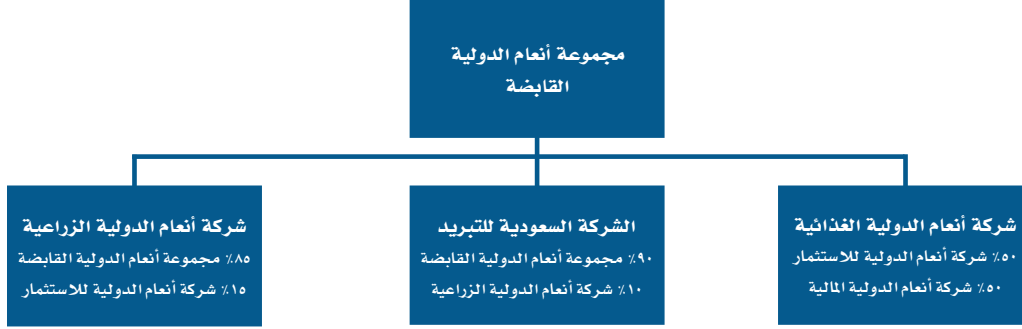 مجموعة أنعام الدولية
القابضة
شركة أنعام الدولية الغذائية
٥٠٪ شركة أنعام الدولية للاستثمار
٥٠٪ شركة أنعام الدولية المالية
الشركة السعودية للتبريد
٩٠٪ مجموعة أنعام الدولية القابضة
١٠٪ شركة أنعام الدولية الزراعية
شركة أنعام الدولية الزراعية
٨٥٪ مجموعة أنعام الدولية القابضة
١٥٪ شركة أنعام الدولية للاستثمار